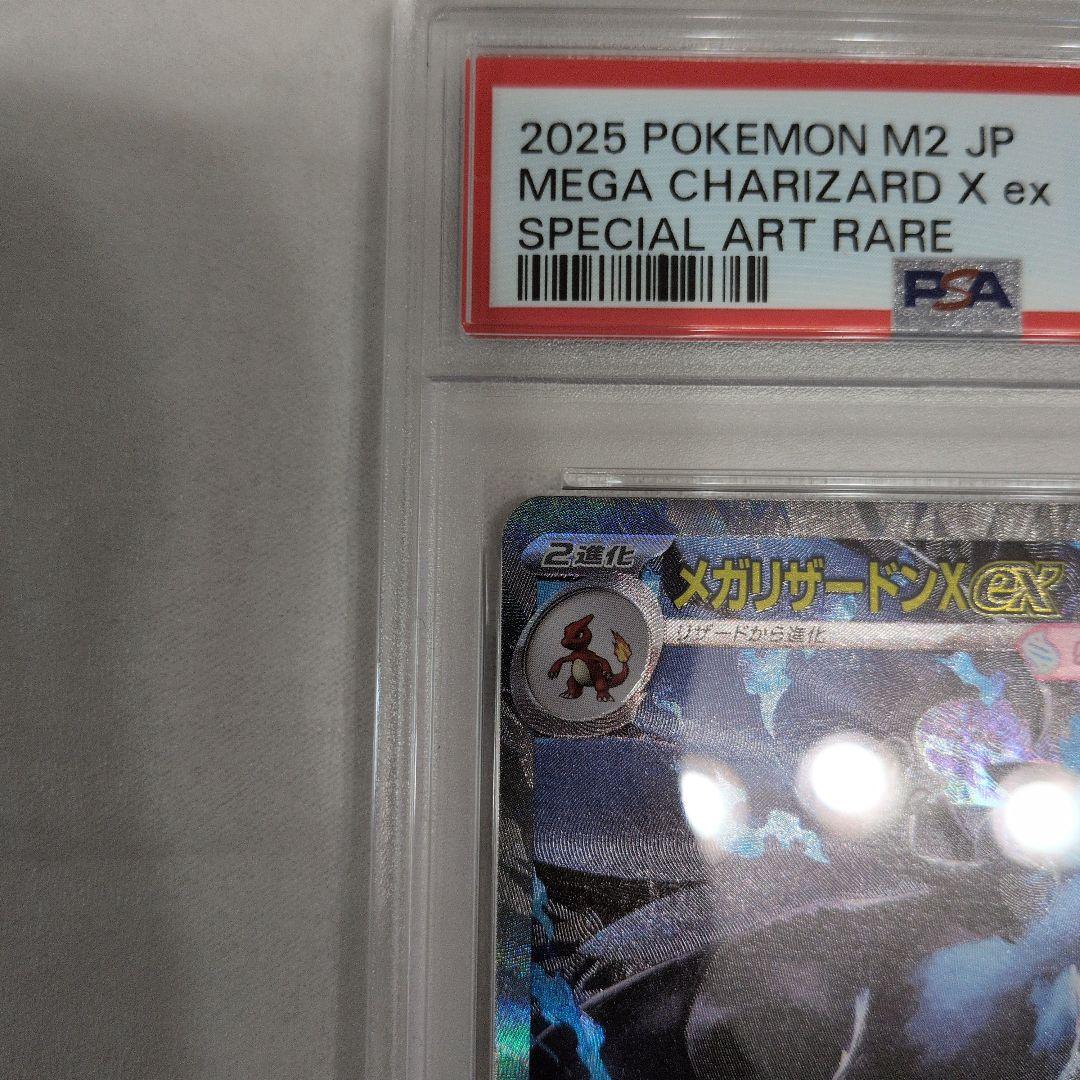 2025 POKEMON M2 JP
MEGA CHARIZARD X ex
SPECIAL ART RARE
PSA
2進化
メガリザードンXex
リザードから進化